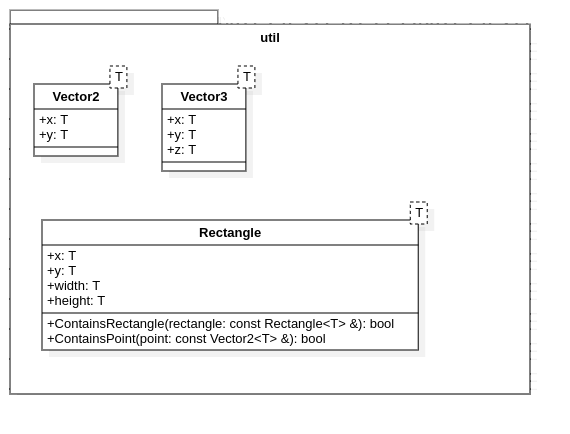 util
T
Vector2
+x: T
+y: T
T
Vector3
+x: T
+y: T
+z: T
T
Rectangle
+x: T
+y: T
+width: T
+height: T
+ContainsRectangle(rectangle: const Rectangle<T> &): bool
+ContainsPoint(point: const Vector2<T> &): bool